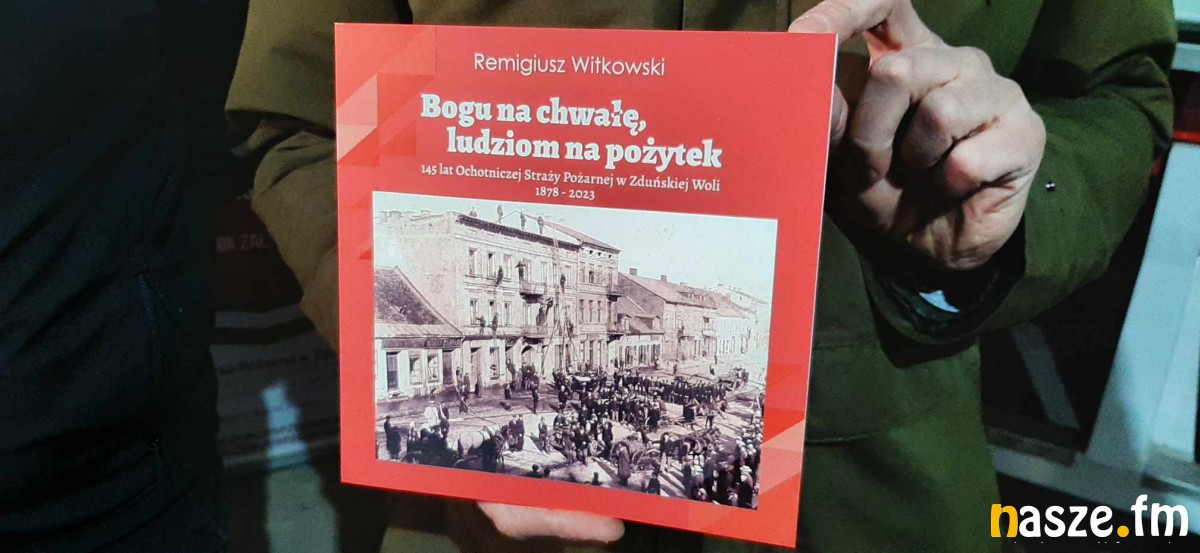 Remigiusz Witkowski
Bogu na chwałę,
ludziom na pożytek
145 lat Ochotniczej Straży Pożarnej w Zduńskiej Woli
1878 - 2023
nasze.fm